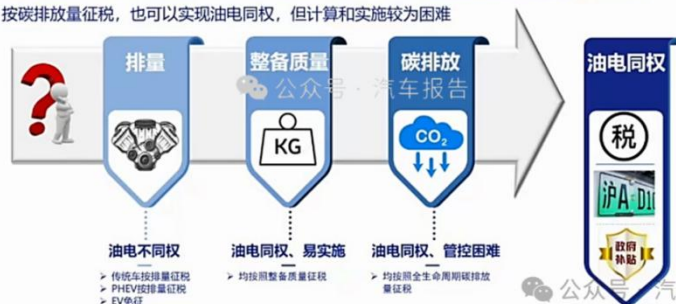 按碳排放量征税，也可以实现油电同权，但计算和实施较为困难
排量
整备质量
碳排放
油电同权
公众号·汽车报告
KG
CO2
税
沪A·D10
政府
补贴
油电不同权
油电同权、易实施
油电同权、管控困难
传统车按排量征税
PHEV按排量征税
EV免征
均按照整备质量征税
均按照全生命周期碳排放
量征税
公众号·汽